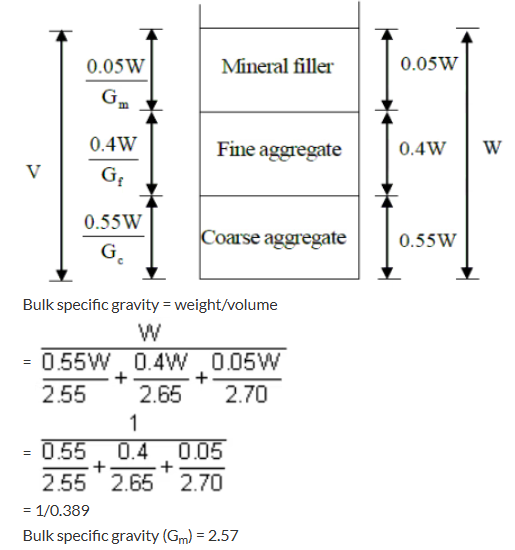 0.05W
Gm
Mineral filler
0.05W
V
0.4W
Gf
Fine aggregate
0.4W
W
0.55W
Gc
Coarse aggregate
0.55W
Bulk specific gravity = weight/volume
W
= 0.55W + 0.4W + 0.05W
2.55 2.65 2.70
1
= 0.55 + 0.4 + 0.05
2.55 2.65 2.70
= 1/0.389
Bulk specific gravity (Gm) = 2.57